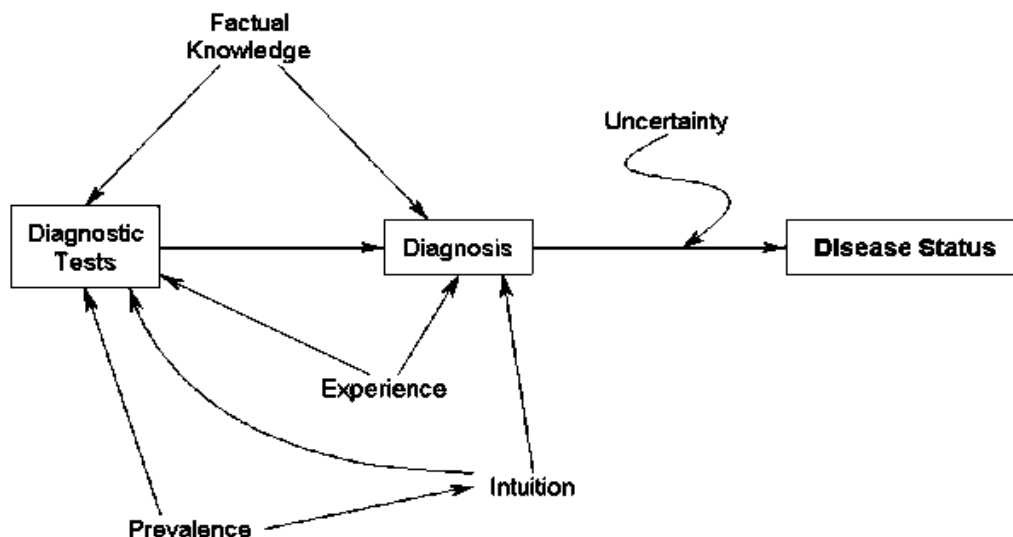 Factual
Knowledge
Uncertainty
Diagnostic
Tests
Diagnosis
Disease Status
Experience
Intuition
Prevalence